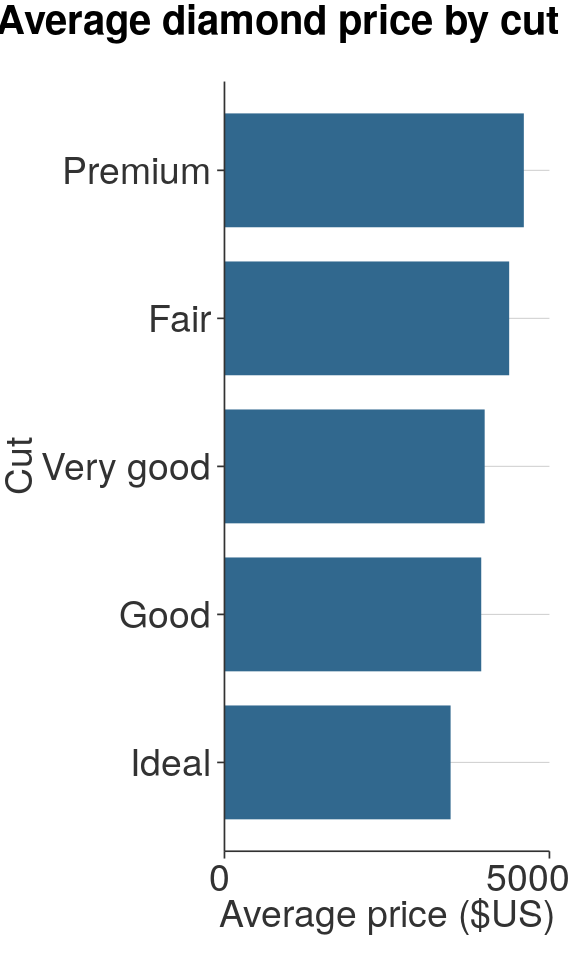 Average diamond price by cut
Premium
Fair
Very good
Good
Ideal
Cut
0
5000
Average price ($US)